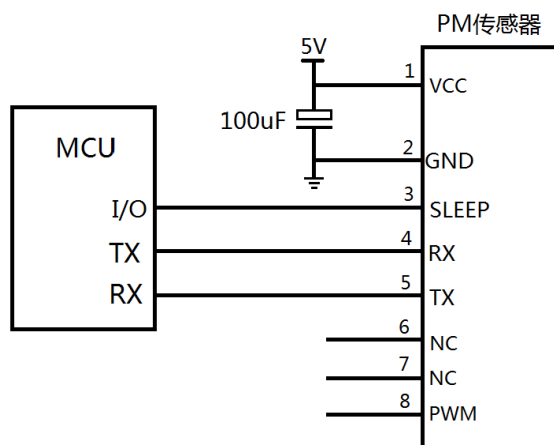 PM传感器
5V
1
VCC
100uF
MCU
2
GND
I/O
3
SLEEP
TX
4
RX
RX
5
TX
6
NC
7
NC
8
PWM